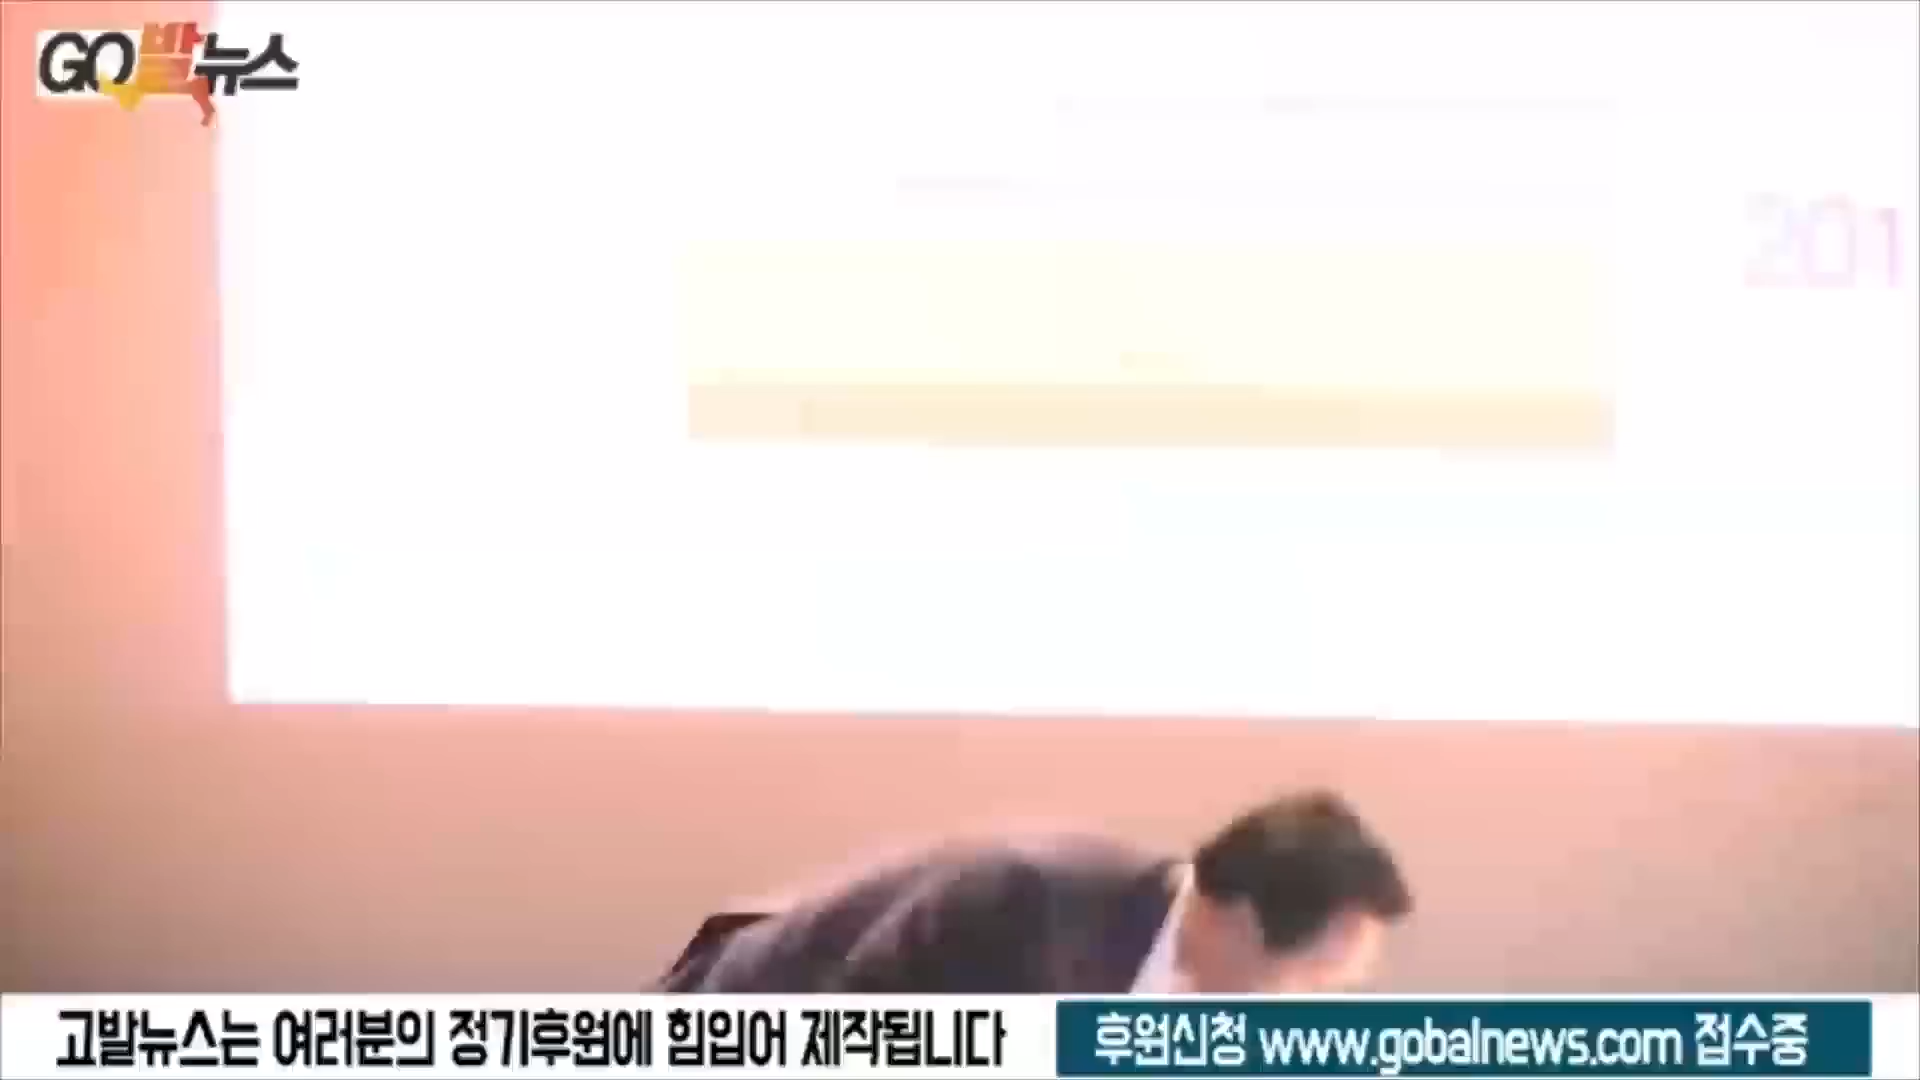 GO발뉴스
201
고발뉴스는 여러분의 정기후원에 힘입어 제작됩니다
후원신청 www.gobalnews.com 접수중